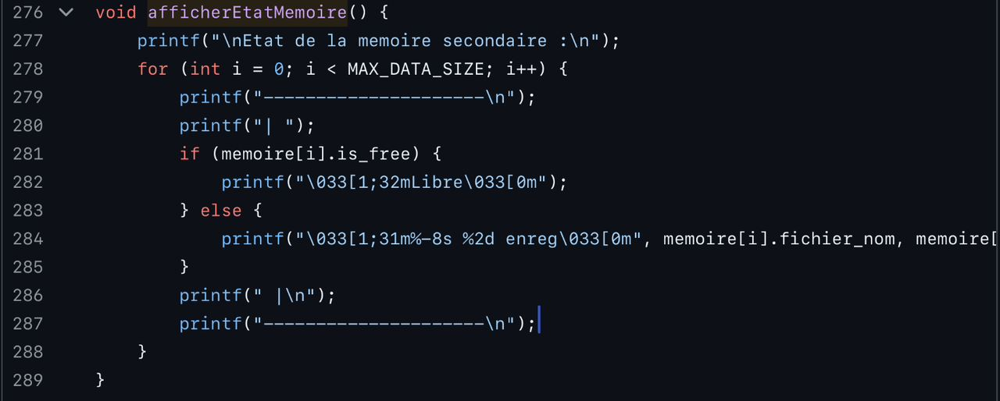 276 void afficherEtatMemoire() {
277 printf("\nEtat de la memoire secondaire :\n");
278 for (int i = 0; i < MAX_DATA_SIZE; i++) {
279 printf("---------------------\n");
280 printf("| ");
281 if (memoire[i].is_free) {
282 printf("\033[1;32mLibre\033[0m");
283 } else {
284 printf("\033[1;31m%-8s %2d enreg\033[0m", memoire[i].fichier_nom, memoire[
285 }
286 printf(" |\n");
287 printf("---------------------\n");
288 }
289 }